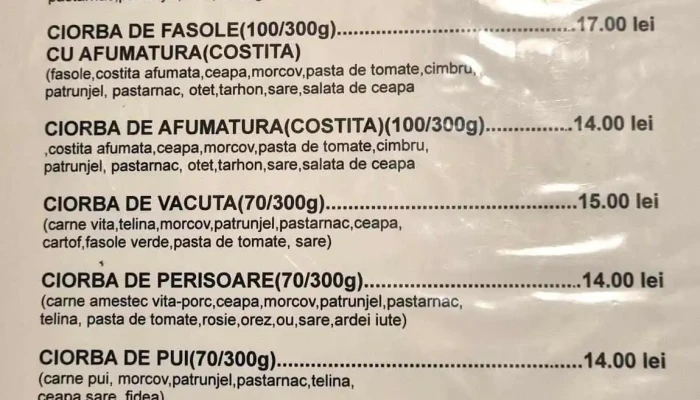 CIORBA DE FASOLE(100/300g)..............................17.00 lei
CU AFUMATURA(COSTITA)
(fasole,costita afumata,ceapa,morcov,pasta de tomate,cimbru,
patrunjel, pastarnac, otet,tarhon,sare,salata de ceapa
CIORBA DE AFUMATURA(COSTITA)(100/300g)..............14.00 lei
,costita afumata,ceapa,morcov,pasta de tomate,cimbru,
patrunjel, pastarnac, otet,tarhon,sare,salata de ceapa
CIORBA DE VACUTA(70/300g)......................................15.00 lei
(carne vita,telina,morcov,patrunjel,pastarnac,ceapa,
cartof,fasole verde,pasta de tomate, sare)
CIORBA DE PERISOARE(70/300g)................................14.00 lei
(carne amestec vita-porc,ceapa,morcov,patrunjel,pastarnac,
telina, pasta de tomate,rosie,orez,ou,sare,ardei iute)
CIORBA DE PUI(70/300g)............................................14.00 lei
(carne pui, morcov,patrunjel,pastarnac,telina,
ceapa,sare, fidea)